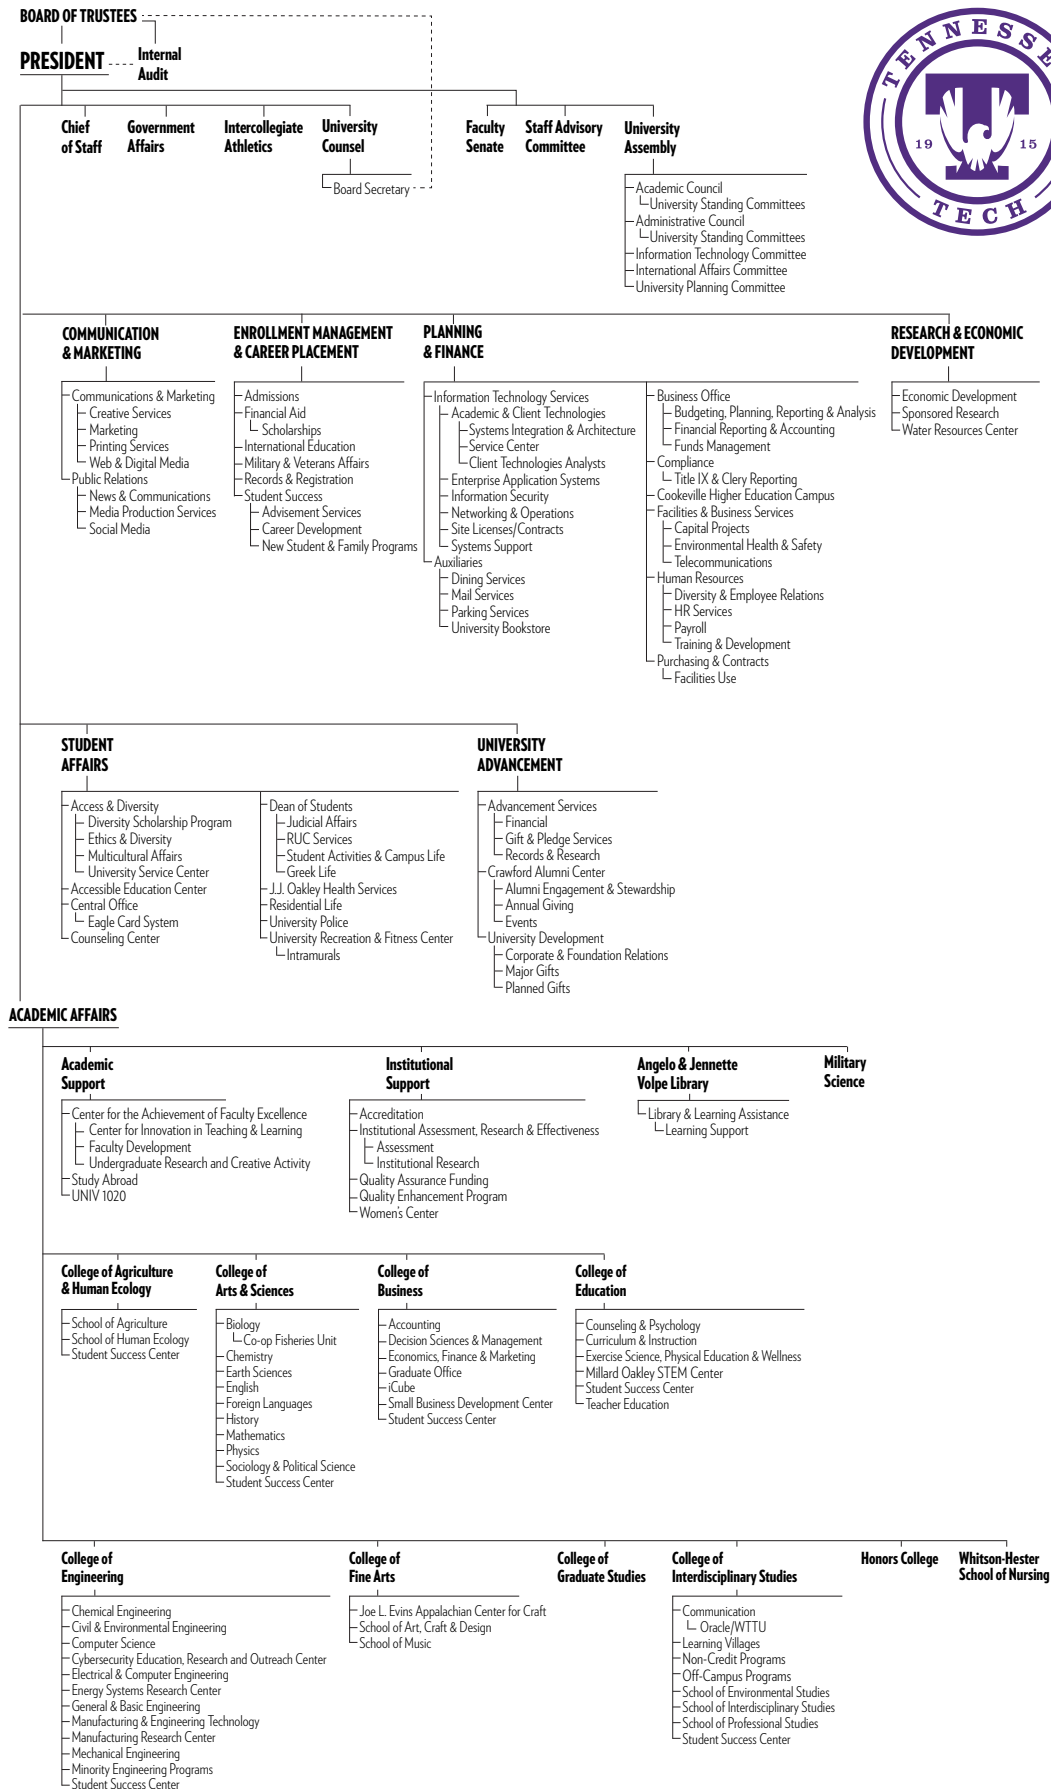 BOARD OF TRUSTEES
PRESIDENT
Internal
Audit
TENNESSEE
19 15
TECH
Chief
of Staff
Government
Affairs
Intercollegiate
Athletics
University
Counsel
Board Secretary
Faculty
Senate
Staff Advisory
Committee
University
Assembly
Academic Council
University Standing Committees
Administrative Council
University Standing Committees
Information Technology Committee
International Affairs Committee
University Planning Committee
COMMUNICATION
& MARKETING
Communications & Marketing
Creative Services
Marketing
Printing Services
Web & Digital Media
Public Relations
News & Communications
Media Production Services
Social Media
ENROLLMENT MANAGEMENT
& CAREER PLACEMENT
Admissions
Financial Aid
Scholarships
International Education
Military & Veterans Affairs
Records & Registration
Student Success
Advisement Services
Career Development
New Student & Family Programs
PLANNING
& FINANCE
Information Technology Services
Academic & Client Technologies
Systems Integration & Architecture
Service Center
Client Technologies Analysts
Enterprise Application Systems
Information Security
Networking & Operations
Site Licenses/Contracts
Systems Support
Auxiliaries
Dining Services
Mail Services
Parking Services
University Bookstore
Business Office
Budgeting, Planning, Reporting & Analysis
Financial Reporting & Accounting
Funds Management
Compliance
Title IX & Clery Reporting
Cookeville Higher Education Campus
Facilities & Business Services
Capital Projects
Environmental Health & Safety
Telecommunications
Human Resources
Diversity & Employee Relations
HR Services
Payroll
Training & Development
Purchasing & Contracts
Facilities Use
RESEARCH & ECONOMIC
DEVELOPMENT
Economic Development
Sponsored Research
Water Resources Center
STUDENT
AFFAIRS
Access & Diversity
Diversity Scholarship Program
Ethics & Diversity
Multicultural Affairs
University Service Center
Accessible Education Center
Central Office
Eagle Card System
Counseling Center
Dean of Students
Judicial Affairs
RUC Services
Student Activities & Campus Life
Greek Life
J.J. Oakley Health Services
Residential Life
University Police
University Recreation & Fitness Center
Intramurals
UNIVERSITY
ADVANCEMENT
Advancement Services
Financial
Gift & Pledge Services
Records & Research
Crawford Alumni Center
Alumni Engagement & Stewardship
Annual Giving
Events
University Development
Corporate & Foundation Relations
Major Gifts
Planned Gifts
ACADEMIC AFFAIRS
Academic
Support
Center for the Achievement of Faculty Excellence
Center for Innovation in Teaching & Learning
Faculty Development
Undergraduate Research and Creative Activity
Study Abroad
UNIV 1020
Institutional
Support
Accreditation
Institutional Assessment, Research & Effectiveness
Assessment
Institutional Research
Quality Assurance Funding
Quality Enhancement Program
Women's Center
Angelo & Jennette
Volpe Library
Library & Learning Assistance
Learning Support
Military
Science
College of Agriculture
& Human Ecology
School of Agriculture
School of Human Ecology
Student Success Center
College of
Arts & Sciences
Biology
Co-op Fisheries Unit
Chemistry
Earth Sciences
English
Foreign Languages
History
Mathematics
Physics
Sociology & Political Science
Student Success Center
College of
Business
Accounting
Decision Sciences & Management
Economics, Finance & Marketing
Graduate Office
iCube
Small Business Development Center
Student Success Center
College of
Education
Counseling & Psychology
Curriculum & Instruction
Exercise Science, Physical Education & Wellness
Millard Oakley STEM Center
Student Success Center
Teacher Education
College of
Engineering
Chemical Engineering
Civil & Environmental Engineering
Computer Science
Cybersecurity Education, Research and Outreach Center
Electrical & Computer Engineering
Energy Systems Research Center
General & Basic Engineering
Manufacturing & Engineering Technology
Manufacturing Research Center
Mechanical Engineering
Minority Engineering Programs
Student Success Center
College of
Fine Arts
Joe L. Evins Appalachian Center for Craft
School of Art, Craft & Design
School of Music
College of
Graduate Studies
College of
Interdisciplinary Studies
Communication
Oracle/WTTU
Learning Villages
Non-Credit Programs
Off-Campus Programs
School of Environmental Studies
School of Interdisciplinary Studies
School of Professional Studies
Student Success Center
Honors College
Whitson-Hester
School of Nursing